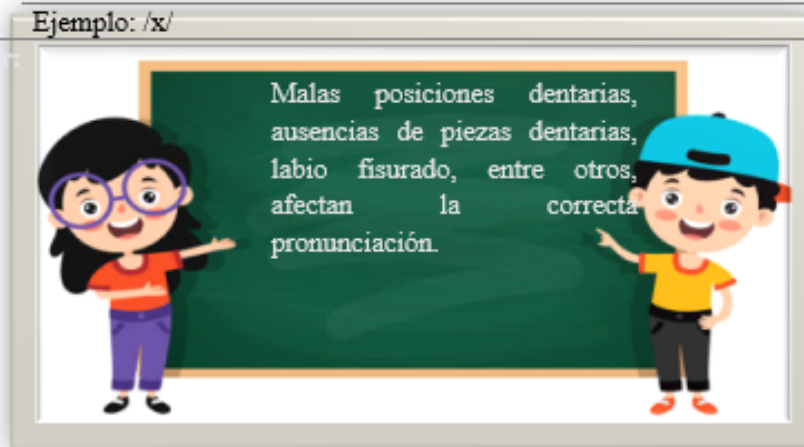 Ejemplo: /x/
Malas posiciones dentarias,
ausencias de piezas dentarias,
labio fisurado, entre otros,
afectan la correcta
pronunciación.